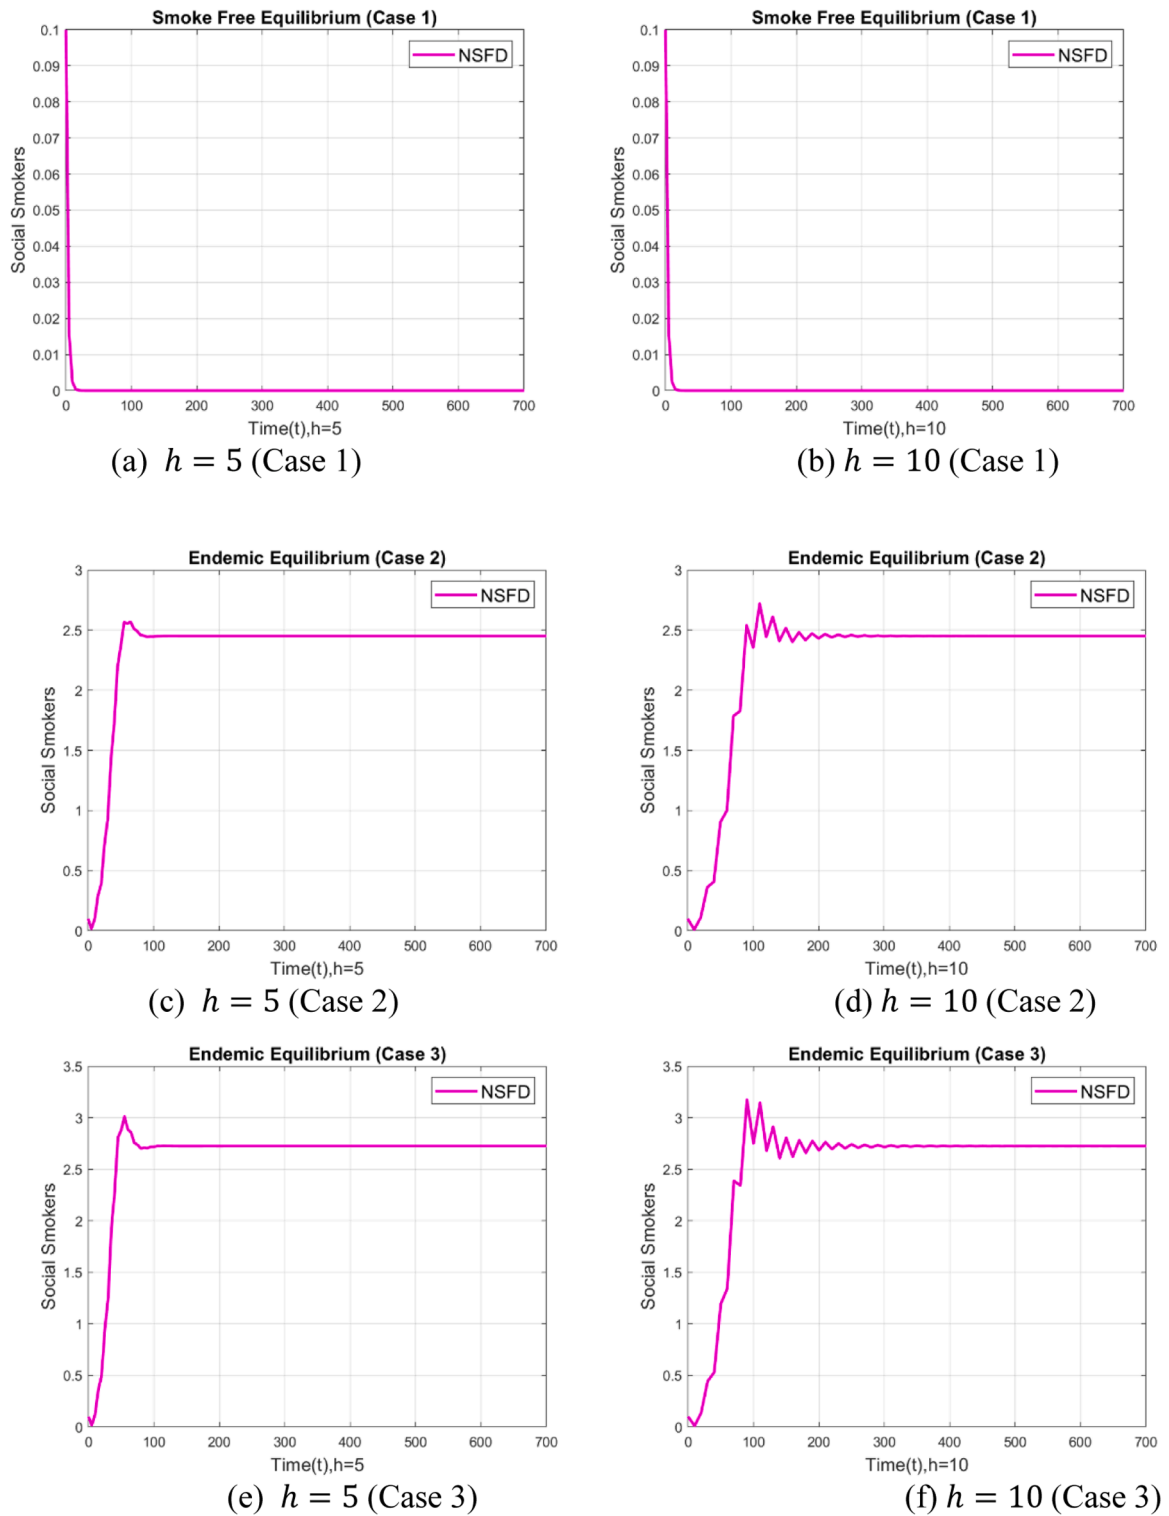 Smoke Free Equilibrium (Case 1)
NSFD
0.1
0.09
0.08
0.07
0.06
0.05
0.04
0.03
0.02
0.01
0
Social Smokers
0 100 200 300 400 500 600 700
Time(t),h=5
(a) h = 5 (Case 1)
Smoke Free Equilibrium (Case 1)
NSFD
0.1
0.09
0.08
0.07
0.06
0.05
0.04
0.03
0.02
0.01
0
Social Smokers
0 100 200 300 400 500 600 700
Time(t),h=10
(b) h = 10 (Case 1)
Endemic Equilibrium (Case 2)
NSFD
3
2.5
2
1.5
1
0.5
0
Social Smokers
0 100 200 300 400 500 600 700
Time(t),h=5
(c) h = 5 (Case 2)
Endemic Equilibrium (Case 2)
NSFD
3
2.5
2
1.5
1
0.5
0
Social Smokers
0 100 200 300 400 500 600 700
Time(t),h=10
(d) h = 10 (Case 2)
Endemic Equilibrium (Case 3)
NSFD
3.5
3
2.5
2
1.5
1
0.5
0
Social Smokers
0 100 200 300 400 500 600 700
Time(t),h=5
(e) h = 5 (Case 3)
Endemic Equilibrium (Case 3)
NSFD
3.5
3
2.5
2
1.5
1
0.5
0
Social Smokers
0 100 200 300 400 500 600 700
Time(t),h=10
(f) h = 10 (Case 3)